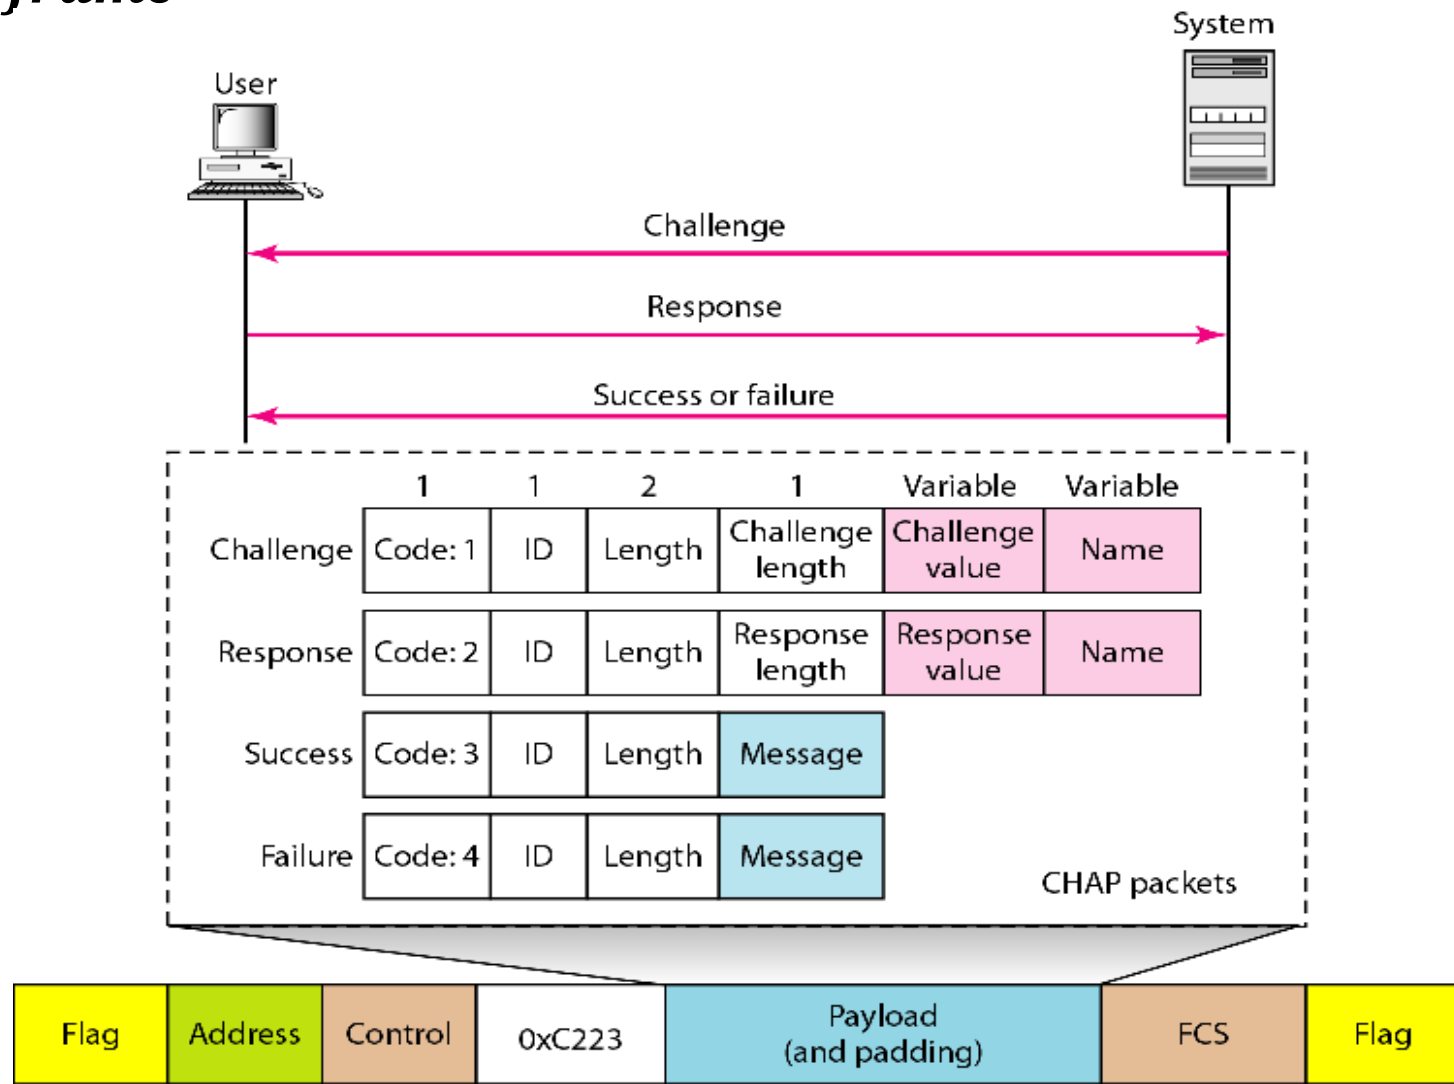 System
User
Challenge
Response
Success or failure
1 1 2 1 Variable Variable
Challenge Code: 1 ID Length Challenge length Challenge value Name
Response Code: 2 ID Length Response length Response value Name
Success Code: 3 ID Length Message
Failure Code: 4 ID Length Message
CHAP packets
Flag Address Control 0xC223 Payload (and padding) FCS Flag